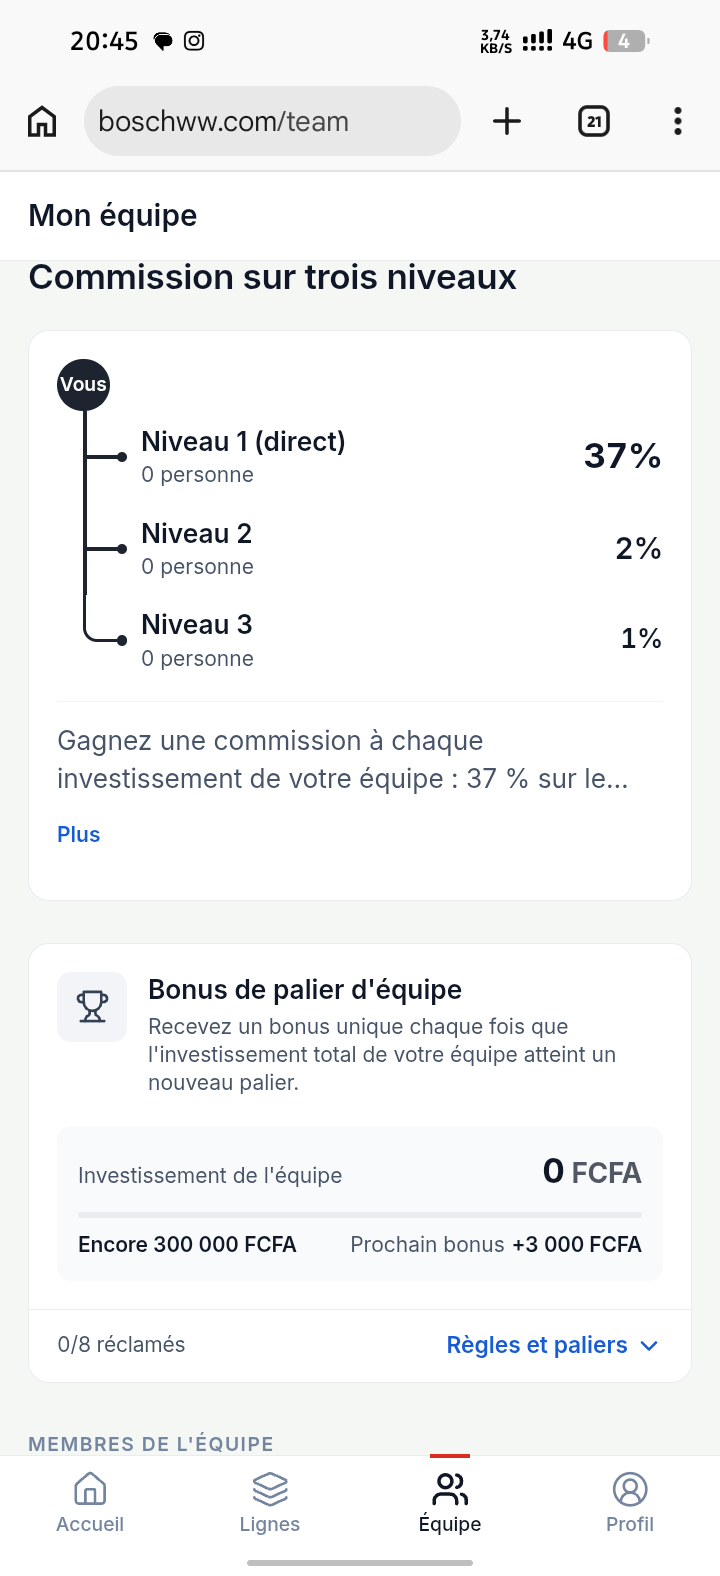 20:45
3,74
KB/S
4G
4
boschww.com/team
21
Mon équipe
Commission sur trois niveaux
Vous
Niveau 1 (direct)
37%
0 personne
Niveau 2
2%
0 personne
Niveau 3
1%
0 personne
Gagnez une commission à chaque
investissement de votre équipe : 37 % sur le...
Plus
Bonus de palier d'équipe
Recevez un bonus unique chaque fois que
l'investissement total de votre équipe atteint un
nouveau palier.
Investissement de l'équipe
0 FCFA
Encore 300 000 FCFA
Prochain bonus +3 000 FCFA
0/8 réclamés
Règles et paliers
MEMBRES DE L'ÉQUIPE
Accueil
Lignes
Équipe
Profil